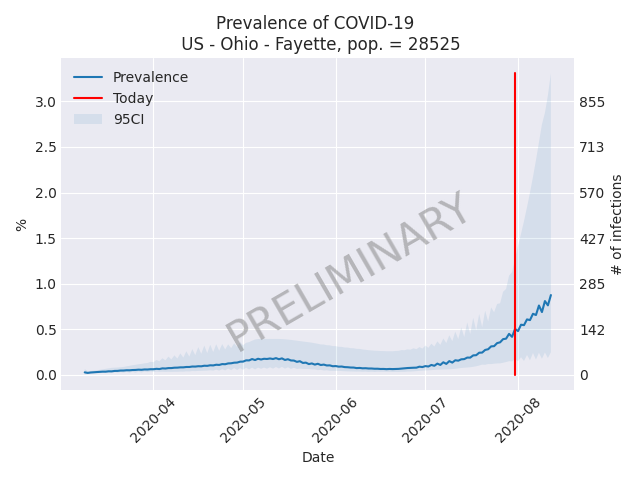 Prevalence of COVID-19
US - Ohio - Fayette, pop. = 28525
Prevalence
Today
95CI
3.0
2.5
2.0
1.5
1.0
0.5
0.0
%
855
713
570
427
285
142
0
# of infections
PRELIMINARY
2020-04
2020-05
2020-06
2020-07
2020-08
Date